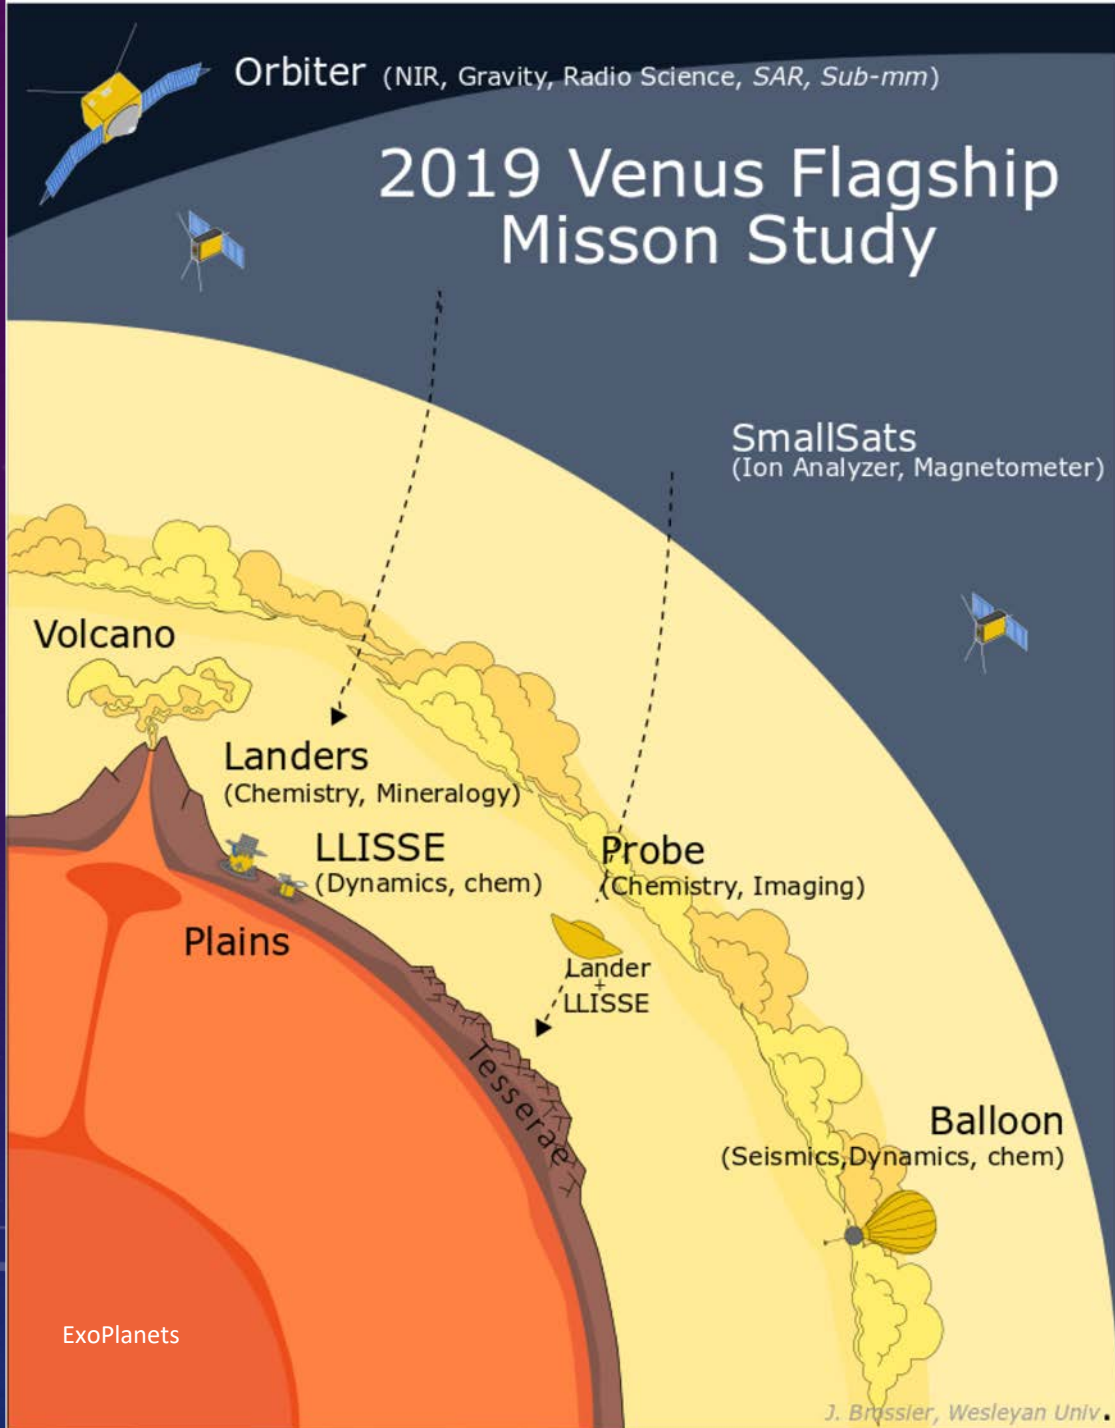 Orbiter (NIR, Gravity, Radio Science, SAR, Sub-mm)
2019 Venus Flagship
Misson Study
SmallSats
(Ion Analyzer, Magnetometer)
Volcano
Landers
(Chemistry, Mineralogy)
LLISSE
(Dynamics, chem)
Probe
(Chemistry, Imaging)
Plains
Lander
+
LLISSE
Tesserae
Balloon
(Seismics,Dynamics, chem)
ExoPlanets
J. Brossier, Wesleyan Univ.